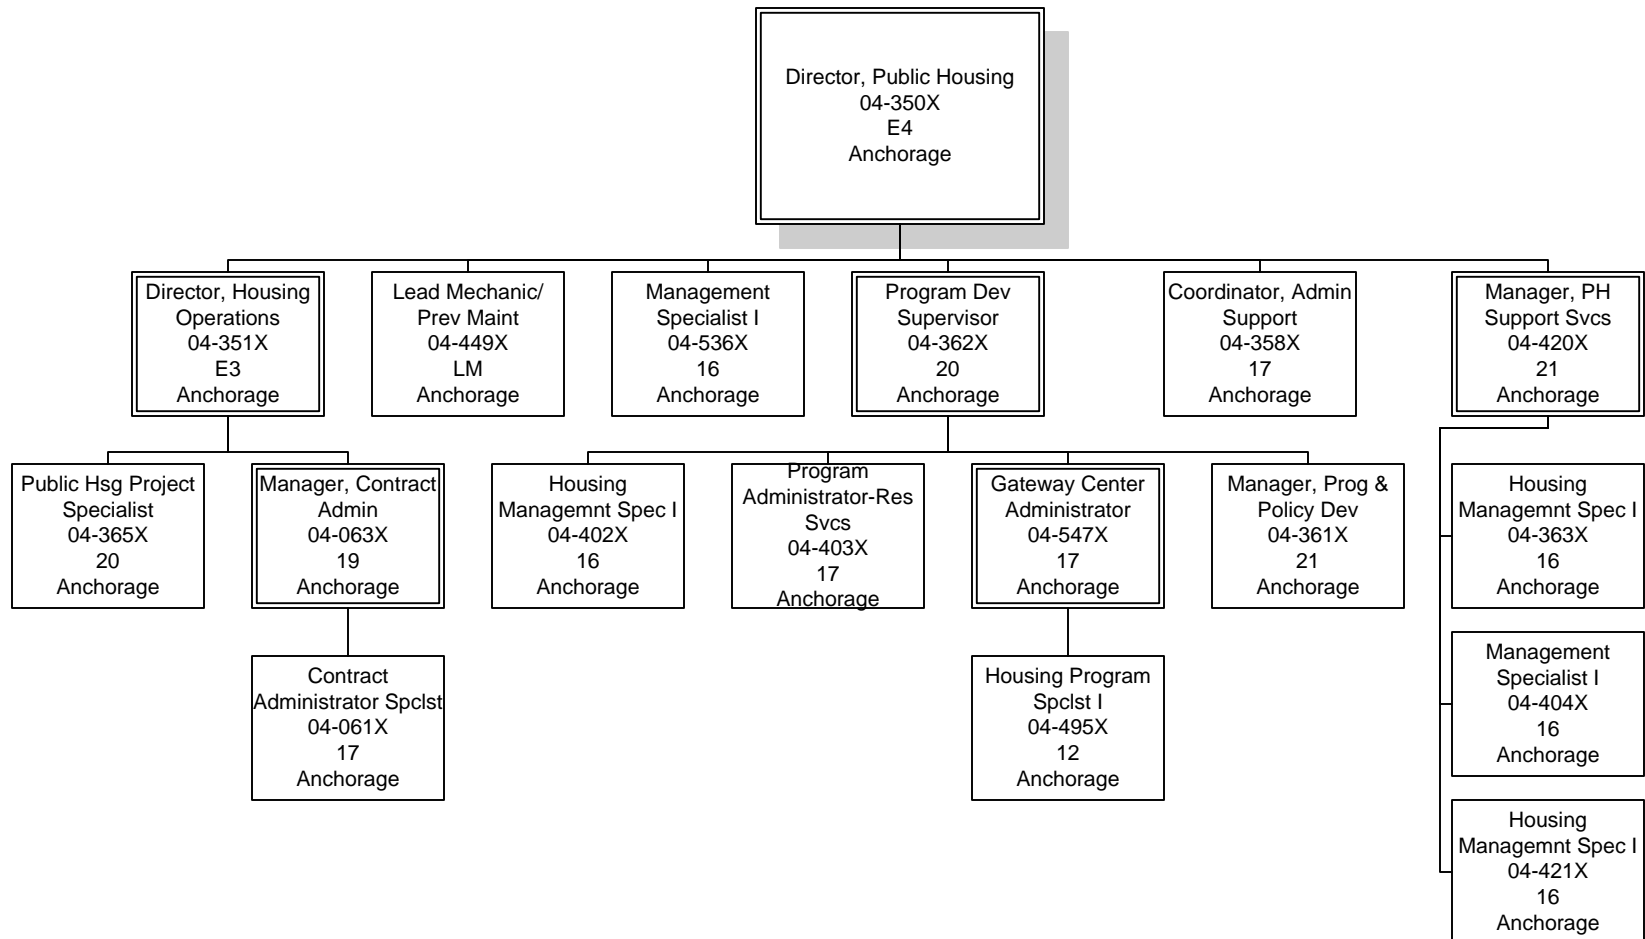 Director, Public Housing
04-350X
E4
Anchorage
Director, Housing
Operations
04-351X
E3
Anchorage
Lead Mechanic/
Prev Maint
04-449X
LM
Anchorage
Management
Specialist I
04-536X
16
Anchorage
Program Dev
Supervisor
04-362X
20
Anchorage
Coordinator, Admin
Support
04-358X
17
Anchorage
Manager, PH
Support Svcs
04-420X
21
Anchorage
Public Hsg Project
Specialist
04-365X
20
Anchorage
Manager, Contract
Admin
04-063X
19
Anchorage
Housing
Managemnt Spec I
04-402X
16
Anchorage
Program
Administrator-Res
Svcs
04-403X
17
Anchorage
Gateway Center
Administrator
04-547X
17
Anchorage
Manager, Prog &
Policy Dev
04-361X
21
Anchorage
Housing
Managemnt Spec I
04-363X
16
Anchorage
Contract
Administrator Spclst
04-061X
17
Anchorage
Housing Program
Spclst I
04-495X
12
Anchorage
Management
Specialist I
04-404X
16
Anchorage
Housing
Managemnt Spec I
04-421X
16
Anchorage